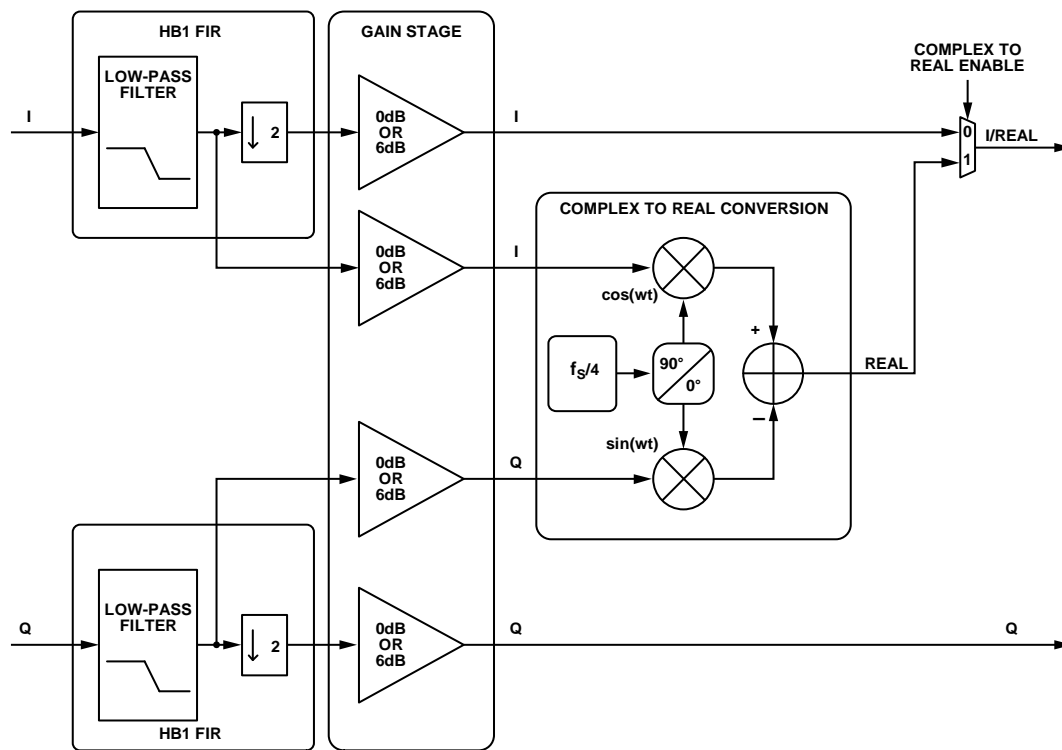 HB1 FIR
LOW-PASS
FILTER
I
2
GAIN STAGE
0dB
OR
6dB
I
COMPLEX TO
REAL ENABLE
0
1
I/REAL
0dB
OR
6dB
I
COMPLEX TO REAL CONVERSION
cos(wt)
+
fS/4
90°
0°
REAL
–
sin(wt)
0dB
OR
6dB
Q
LOW-PASS
FILTER
Q
2
HB1 FIR
0dB
OR
6dB
Q
Q